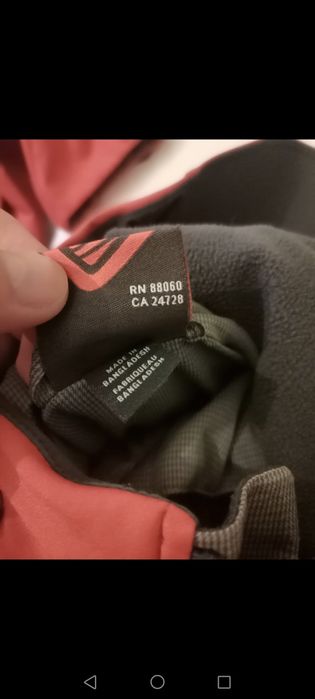 RN 88060
CA 24728
MADE IN
BANGLADESH
FABRIQUÉ AU
BANGLADESH